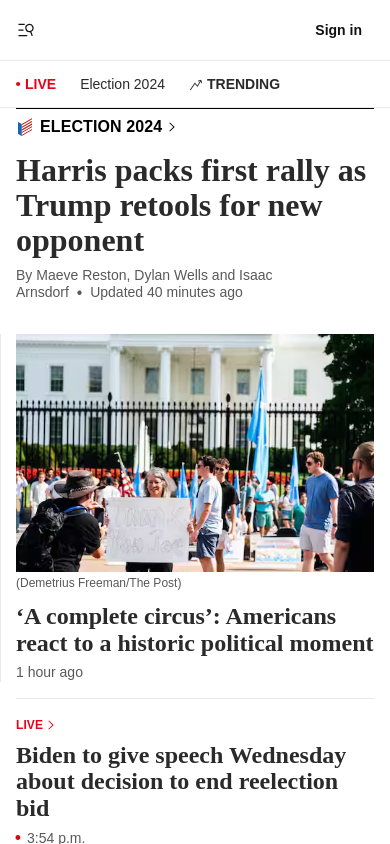 Sign in
LIVE
Election 2024
TRENDING
ELECTION 2024
Harris packs first rally as
Trump retools for new
opponent
By Maeve Reston, Dylan Wells and Isaac
Arnsdorf • Updated 40 minutes ago
(Demetrius Freeman/The Post)
‘A complete circus’: Americans
react to a historic political moment
1 hour ago
LIVE
Biden to give speech Wednesday
about decision to end reelection
bid
3:54 p.m.